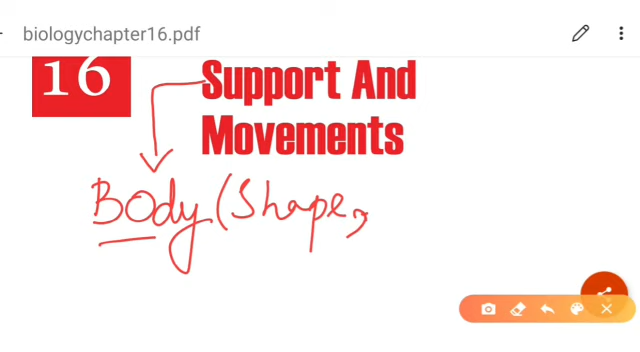 biologychapter16.pdf
16
Support And
Movements
Body (Shape,